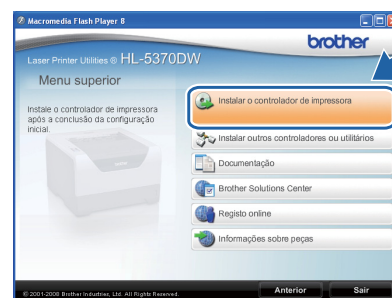 Macromedia Flash Player 8
brother
Laser Printer Utilities ® HL-5370DW
Menu superior
Instale o controlador de impressora
após a conclusão da configuração
inicial.
Instalar o controlador de impressora
Instalar outros controladores ou utilitários
Documentação
Brother Solutions Center
Registo online
Informações sobre peças
© 2001-2008 Brother Industries, Ltd. All Rights Reserved.
Anterior
Sair